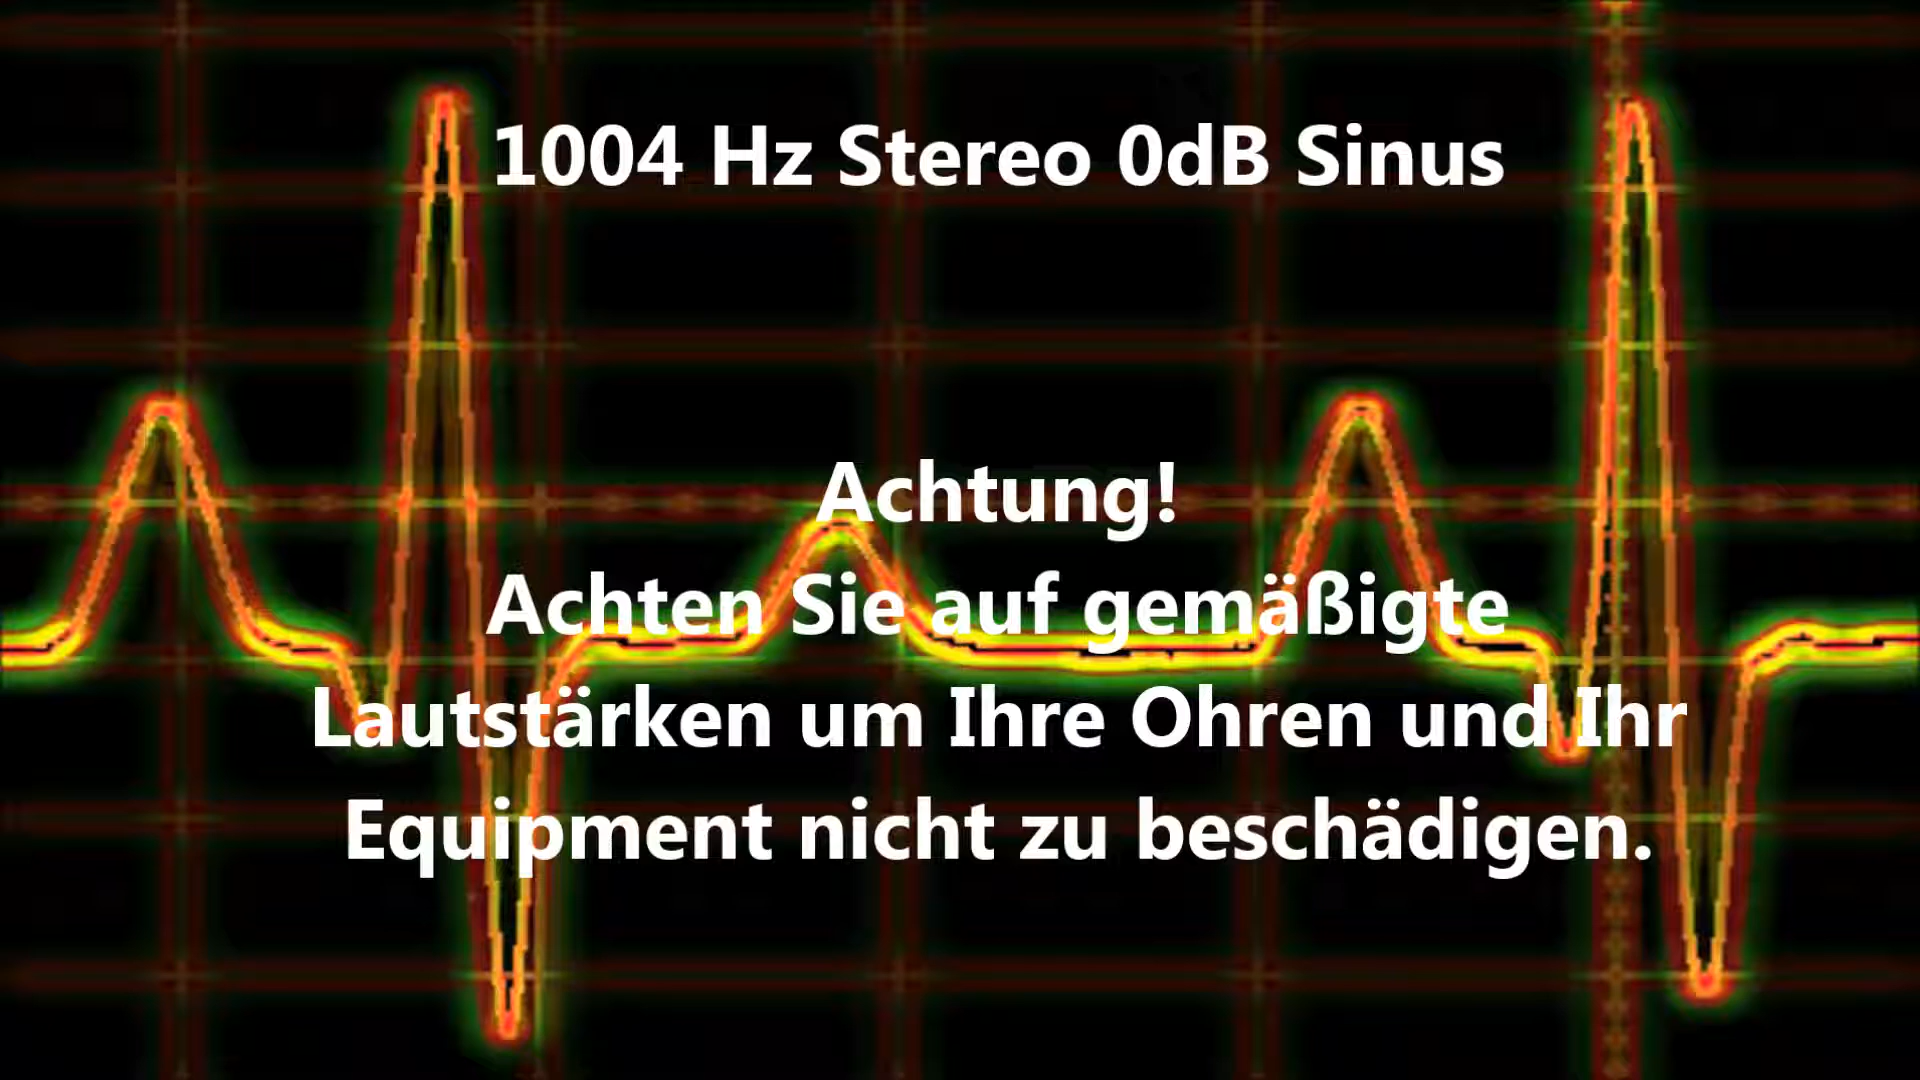 1004 Hz Stereo 0dB Sinus
Achtung!
Achten Sie auf gemäßigte
Lautstärken um Ihre Ohren und Ihr
Equipment nicht zu beschädigen.